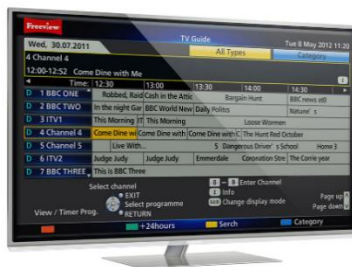 Freeview
TV Guide
Wed, 30.07.2011 All Types Tue 8 May 2012 11.20
4 Channel 4 Category
12:00-12:52 Come Dine with Me i
Time: 12:30 13:00 13:30 14:00 14:30
D 1 BBC ONE Robbed, Raid Cash in the Attic Bargain Hunt BBC news
D 2 BBC TWO In the night Gar BBC World New Daily Politics Nature's
D 3 ITV1 This Morning IT This Morning Loose Warmen
D 4 Channel 4 Come Dine wi Come Dine with Come Dine with C The Hunt Red October
D 5 Channel 5 Live With... 5 Dangerous Driver's School Home 3
D 6 ITV2 Judge Judy Judge Judy Emmerdale Coronation Stre The Corrie year
D 7 BBC THREE This is BBC Three
Select channel 0 - 9 Enter Channel
EXIT i Info Page up
Select programme Change display mode Page down
View / Timer Prog. RETURN
+24hours Serch Category